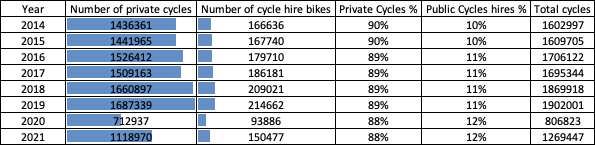 Year Number of private cycles Number of cycle hire bikes Private Cycles % Public Cycles hires % Total cycles
2014 1436361 166636 90% 10% 1602997
2015 1441965 167740 90% 10% 1609705
2016 1526412 179710 89% 11% 1706122
2017 1509163 186181 89% 11% 1695344
2018 1660897 209021 89% 11% 1869918
2019 1687339 214662 89% 11% 1902001
2020 712937 93886 88% 12% 806823
2021 1118970 150477 88% 12% 1269447